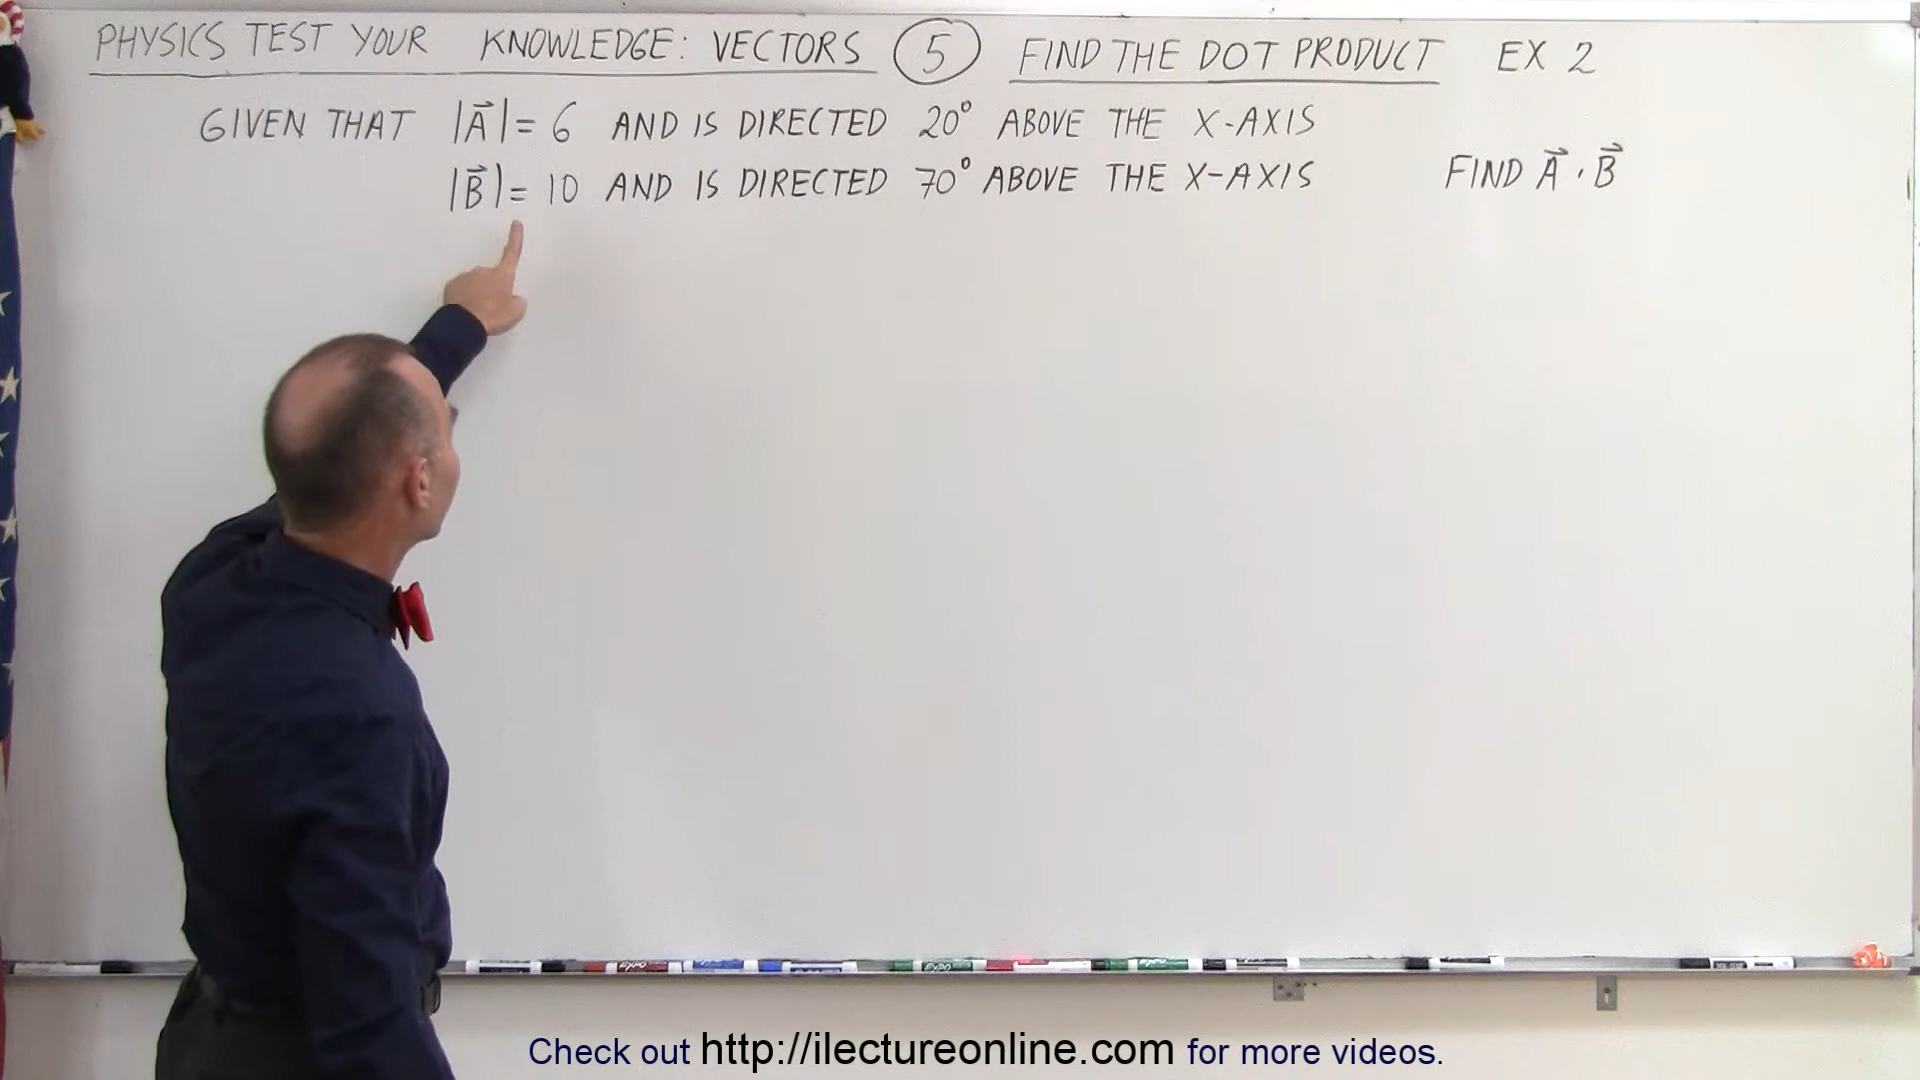 PHYSICS TEST YOUR KNOWLEDGE: VECTORS 5 FIND THE DOT PRODUCT EX 2
GIVEN THAT |A⃗| = 6 AND IS DIRECTED 20° ABOVE THE X-AXIS
|B⃗| = 10 AND IS DIRECTED 70° ABOVE THE X-AXIS FIND A⃗ · B⃗
EXPO
EXPO
Check out http://ilectureonline.com for more videos.